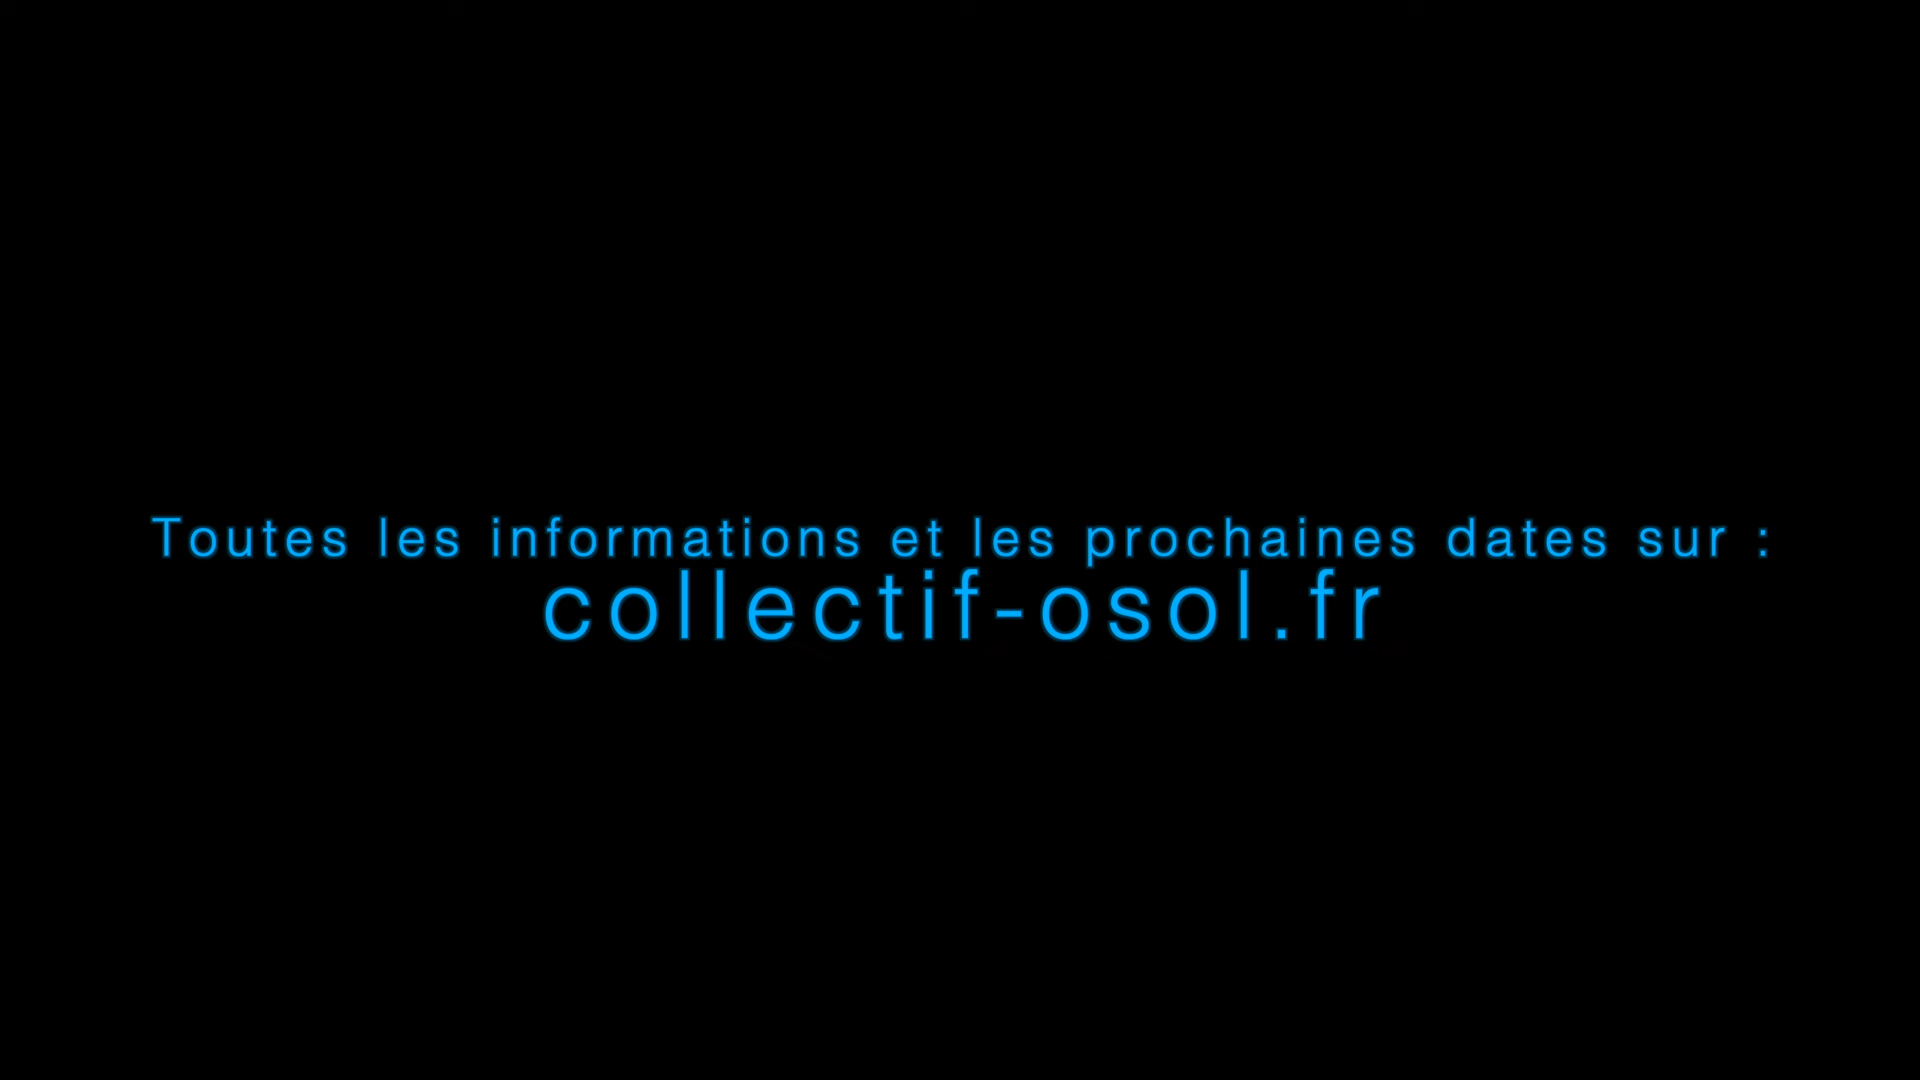 Toutes les informations et les prochaines dates sur :
collectif-osol.fr